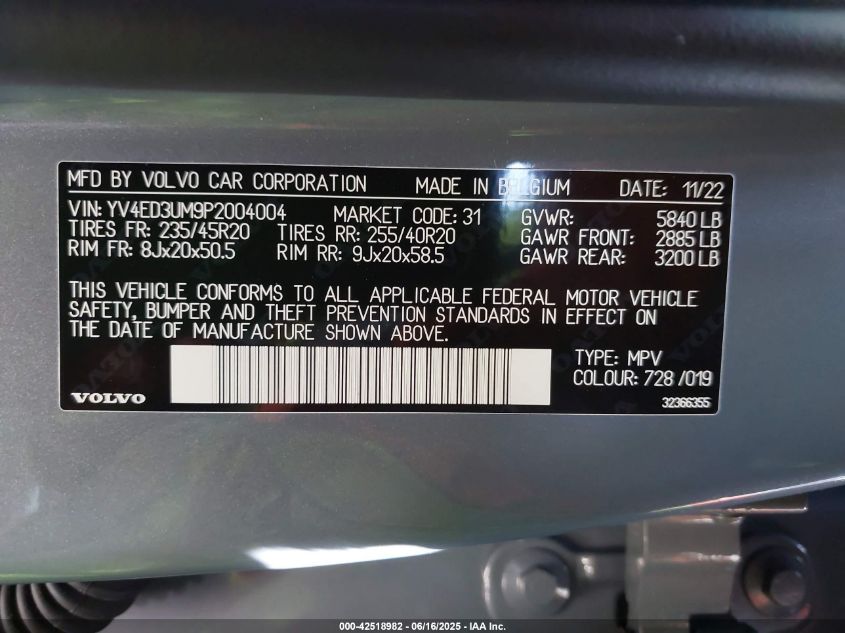 MFD BY VOLVO CAR CORPORATION MADE IN BELGIUM DATE: 11/22
VIN: YV4ED3UM9P2004004 MARKET CODE: 31 GVWR: 5840 LB
TIRES FR: 235/45R20 TIRES RR: 255/40R20 GAWR FRONT: 2885 LB
RIM FR: 8Jx20x50.5 RIM RR: 9Jx20x58.5 GAWR REAR: 3200 LB
THIS VEHICLE CONFORMS TO ALL APPLICABLE FEDERAL MOTOR VEHICLE
SAFETY, BUMPER AND THEFT PREVENTION STANDARDS IN EFFECT ON
THE DATE OF MANUFACTURE SHOWN ABOVE.
TYPE: MPV
COLOUR: 728 /019
VOLVO 32366355
000-42518982 - 06/16/2025 - IAA Inc.